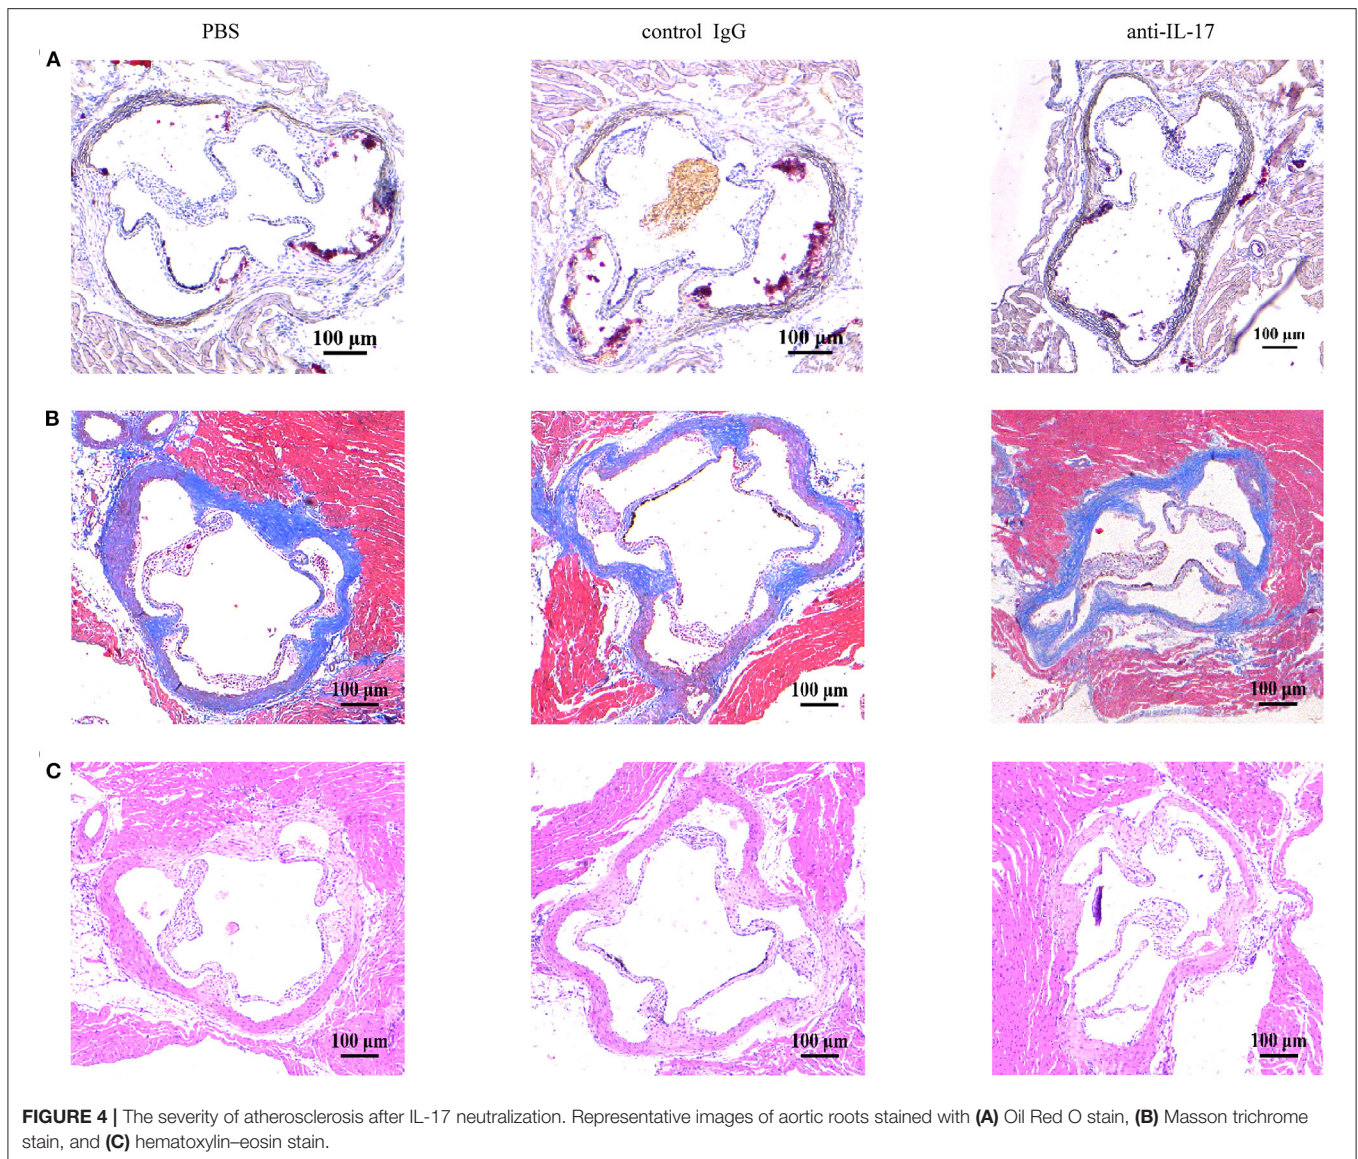 PBS
control IgG
anti-IL-17
A
100 µm
100 µm
100 µm
B
100 µm
100 µm
100 µm
C
100 µm
100 µm
100 µm
FIGURE 4 | The severity of atherosclerosis after IL-17 neutralization. Representative images of aortic roots stained with (A) Oil Red O stain, (B) Masson trichrome
stain, and (C) hematoxylin–eosin stain.